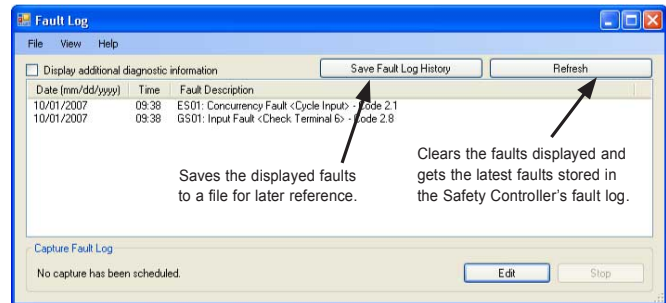 Fault Log
File View Help
Display additional diagnostic information
Save Fault Log History
Refresh
Date (mm/dd/yyyy) Time Fault Description
10/01/2007 09:38 ES01: Concurrency Fault <Cycle Input> - Code 2.1
10/01/2007 09:38 GS01: Input Fault <Check Terminal 6> - Code 2.8
Saves the displayed faults
to a file for later reference.
Clears the faults displayed and
gets the latest faults stored in
the Safety Controller's fault log.
Capture Fault Log
No capture has been scheduled.
Edit
Stop